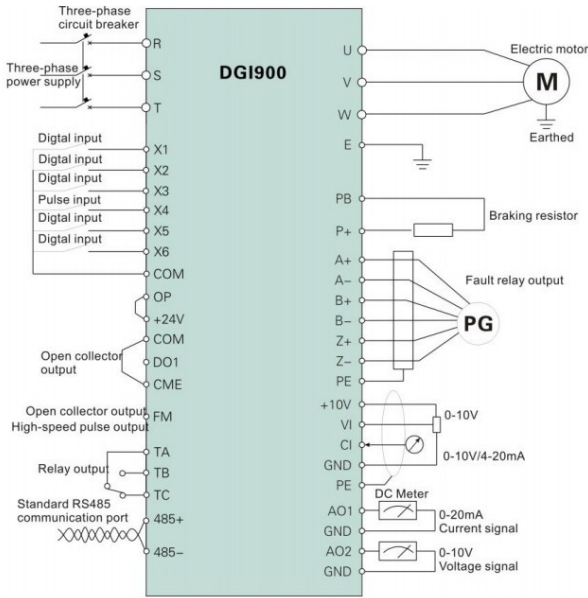 Three-phase
circuit breaker
R
Three-phase
power supply
S
T
DGI900
U
V
W
E
Electric motor
M
Earthed
Digtal input
X1
Digtal input
X2
Digtal input
X3
Pulse input
X4
Digtal input
X5
Digtal input
X6
COM
OP
+24V
COM
Open collector
output
DO1
CME
Open collector output
High-speed pulse output
FM
TA
Relay output
TB
TC
Standard RS485
communication port
485+
485−
PB
P+
Braking resistor
A+
A−
B+
B−
Z+
Z−
PE
Fault relay output
PG
+10V
VI
CI
GND
PE
0-10V
0-10V/4-20mA
DC Meter
AO1
GND
0-20mA
Current signal
AO2
GND
0-10V
Voltage signal